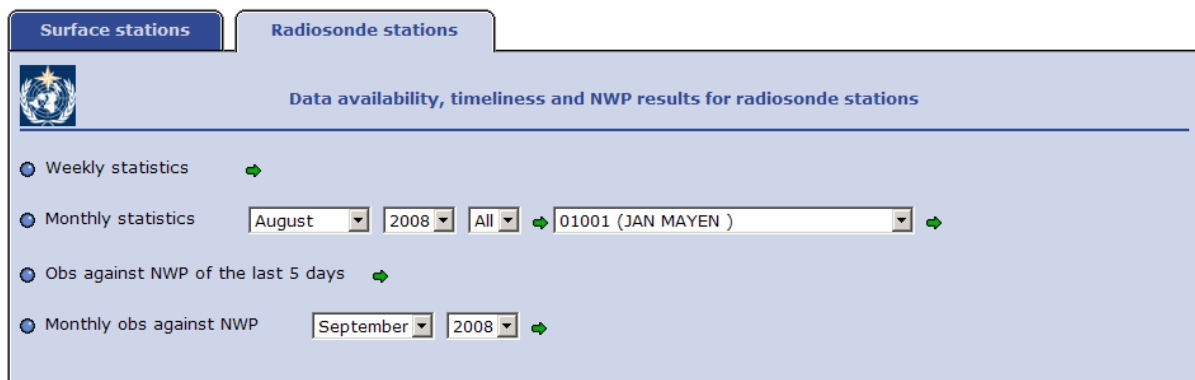 Surface stations Radiosonde stations
Data availability, timeliness and NWP results for radiosonde stations
Weekly statistics
Monthly statistics August 2008 All 01001 (JAN MAYEN )
Obs against NWP of the last 5 days
Monthly obs against NWP September 2008